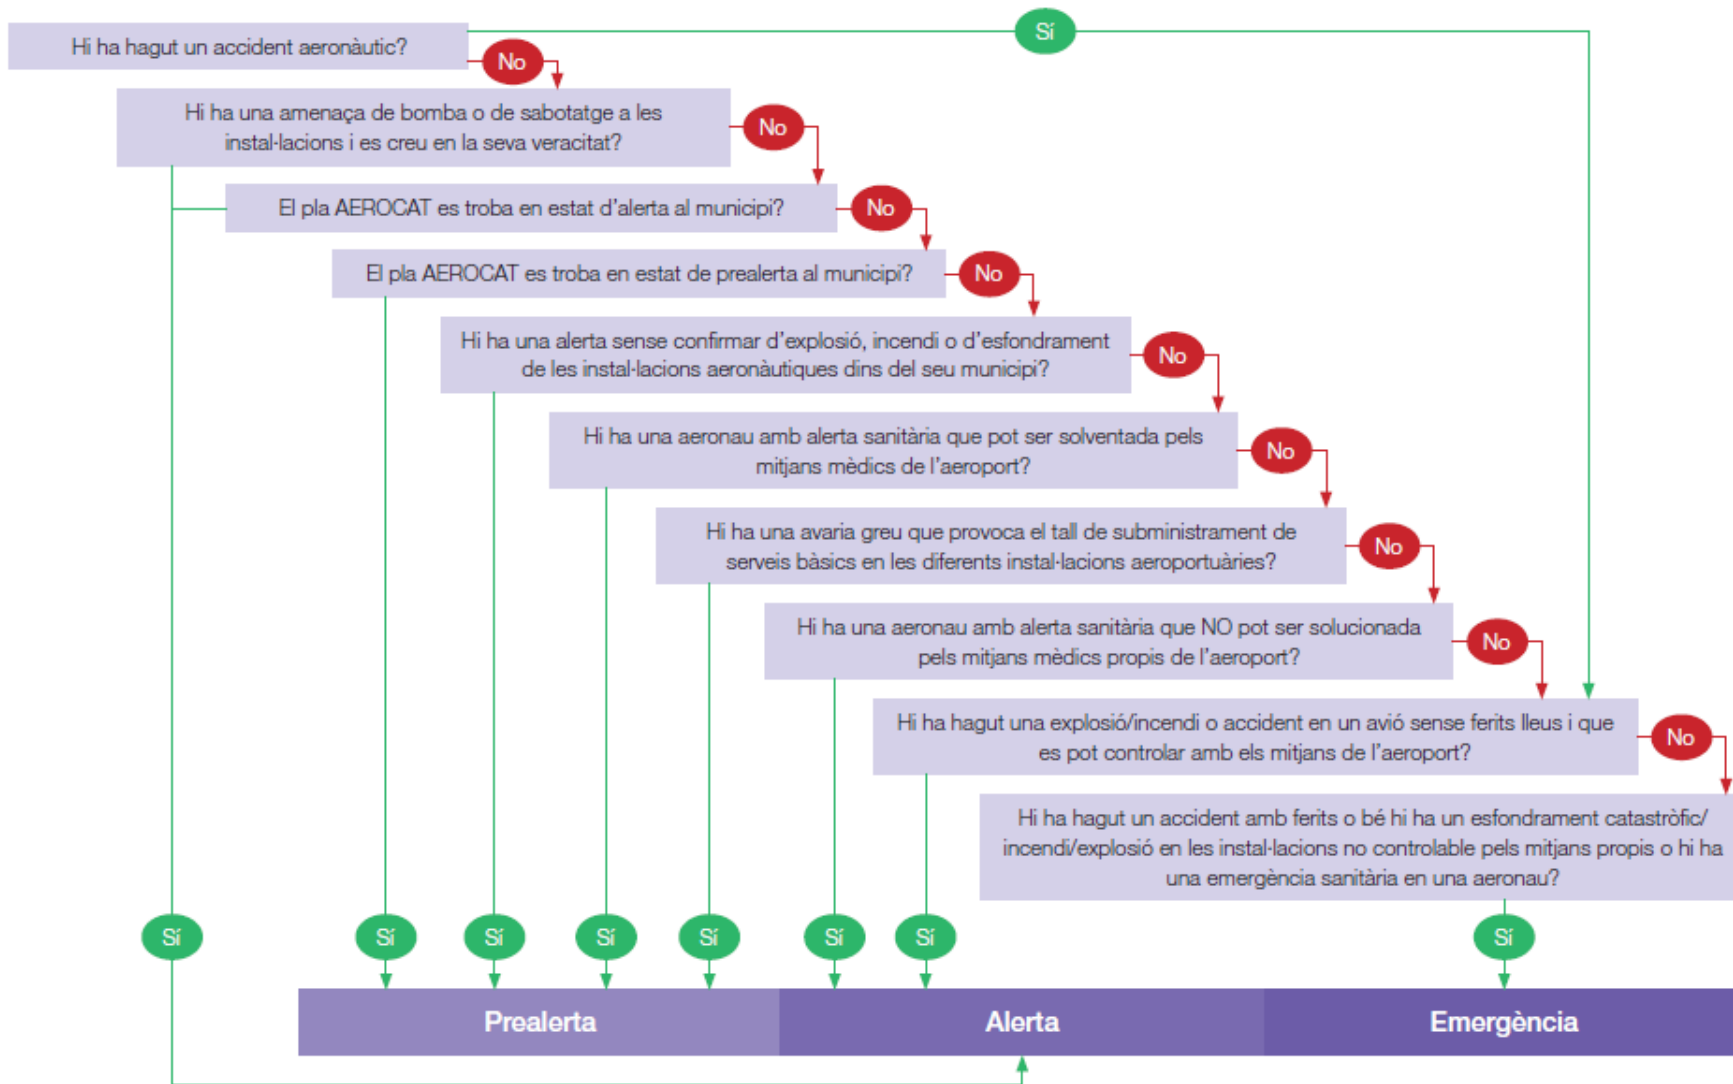 Sí
Hi ha hagut un accident aeronàutic?
No
Hi ha una amenaça de bomba o de sabotatge a les
instal·lacions i es creu en la seva veracitat?
No
El pla AEROCAT es troba en estat d'alerta al municipi?
No
El pla AEROCAT es troba en estat de prealerta al municipi?
No
Hi ha una alerta sense confirmar d'explosió, incendi o d'esfondrament
de les instal·lacions aeronàutiques dins del seu municipi?
No
Hi ha una aeronau amb alerta sanitària que pot ser solventada pels
mitjans mèdics de l'aeroport?
No
Hi ha una avaria greu que provoca el tall de subministrament de
serveis bàsics en les diferents instal·lacions aeroportuàries?
No
Hi ha una aeronau amb alerta sanitària que NO pot ser solucionada
pels mitjans mèdics propis de l'aeroport?
No
Hi ha hagut una explosió/incendi o accident en un avió sense ferits lleus i que
es pot controlar amb els mitjans de l'aeroport?
No
Hi ha hagut un accident amb ferits o bé hi ha un esfondrament catastròfic/
incendi/explosió en les instal·lacions no controlable pels mitjans propis o hi ha
una emergència sanitària en una aeronau?
Sí
Sí
Sí
Sí
Sí
Sí
Sí
Sí
Prealerta
Alerta
Emergència